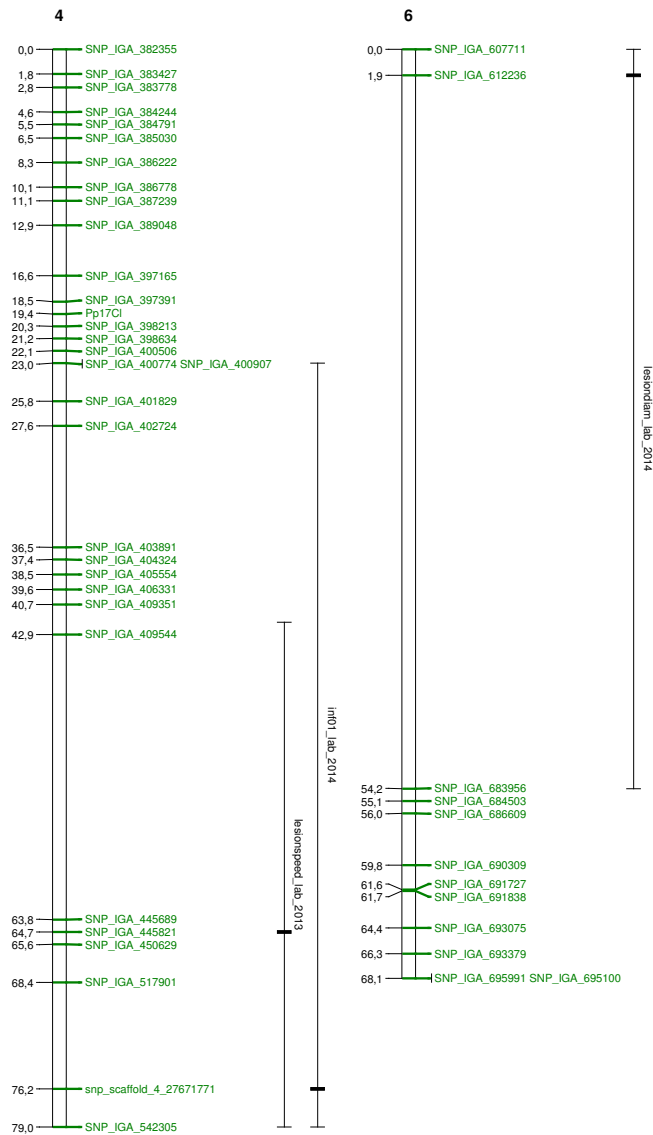 4
0,0 SNP_IGA_382355
1,8 SNP_IGA_383427
2,8 SNP_IGA_383778
4,6 SNP_IGA_384244
5,5 SNP_IGA_384791
6,5 SNP_IGA_385030
8,3 SNP_IGA_386222
10,1 SNP_IGA_386778
11,1 SNP_IGA_387239
12,9 SNP_IGA_389048
16,6 SNP_IGA_397165
18,5 SNP_IGA_397391
19,4 Pp17Cl
20,3 SNP_IGA_398213
21,2 SNP_IGA_398634
22,1 SNP_IGA_400506
23,0 SNP_IGA_400774 SNP_IGA_400907
25,8 SNP_IGA_401829
27,6 SNP_IGA_402724
36,5 SNP_IGA_403891
37,4 SNP_IGA_404324
38,5 SNP_IGA_405554
39,6 SNP_IGA_406331
40,7 SNP_IGA_409351
42,9 SNP_IGA_409544
63,8 SNP_IGA_445689
64,7 SNP_IGA_445821
65,6 SNP_IGA_450629
68,4 SNP_IGA_517901
76,2 snp_scaffold_4_27671771
79,0 SNP_IGA_542305
lesionspeed_lab_2013
inf01_lab_2014
6
0,0 SNP_IGA_607711
1,9 SNP_IGA_612236
54,2 SNP_IGA_683956
55,1 SNP_IGA_684503
56,0 SNP_IGA_686609
59,8 SNP_IGA_690309
61,6 SNP_IGA_691727
61,7 SNP_IGA_691838
64,4 SNP_IGA_693075
66,3 SNP_IGA_693379
68,1 SNP_IGA_695991 SNP_IGA_695100
lesiondiam_lab_2014